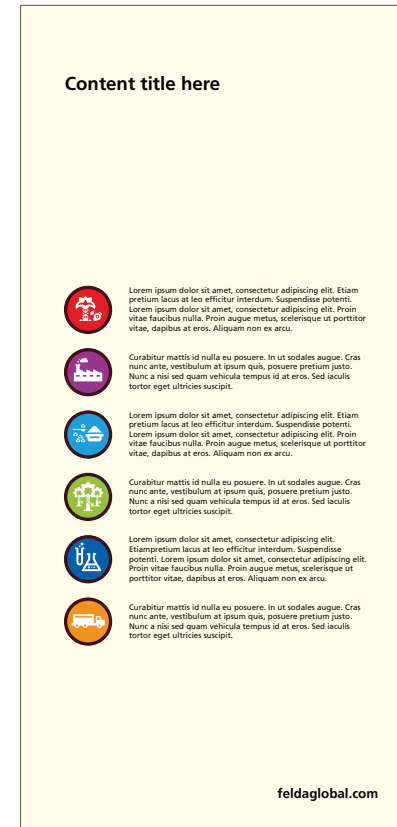 Content title here
Lorem ipsum dolor sit amet, consectetur adipiscing elit. Etiam
pretium lacus at leo efficitur interdum. Suspendisse potenti.
Lorem ipsum dolor sit amet, consectetur adipiscing elit. Proin
vitae faucibus nulla. Proin augue metus, scelerisque ut porttitor
vitae, dapibus at eros. Aliquam non ex arcu.
Curabitur mattis id nulla eu posuere. In ut sodales augue. Cras
nunc ante, vestibulum at ipsum quis, posuere pretium justo.
Nunc a nisi sed quam vehicula tempus id at eros. Sed iaculis
tortor eget ultricies suscipit.
Lorem ipsum dolor sit amet, consectetur adipiscing elit. Etiam
pretium lacus at leo efficitur interdum. Suspendisse potenti.
Lorem ipsum dolor sit amet, consectetur adipiscing elit. Proin
vitae faucibus nulla. Proin augue metus, scelerisque ut porttitor
vitae, dapibus at eros. Aliquam non ex arcu.
Curabitur mattis id nulla eu posuere. In ut sodales augue. Cras
nunc ante, vestibulum at ipsum quis, posuere pretium justo.
Nunc a nisi sed quam vehicula tempus id at eros. Sed iaculis
tortor eget ultricies suscipit.
Lorem ipsum dolor sit amet, consectetur adipiscing elit.
Etiampretium lacus at leo efficitur interdum. Suspendisse
potenti. Lorem ipsum dolor sit amet, consectetur adipiscing elit.
Proin vitae faucibus nulla. Proin augue metus, scelerisque ut
porttitor vitae, dapibus at eros. Aliquam non ex arcu.
Curabitur mattis id nulla eu posuere. In ut sodales augue. Cras
nunc ante, vestibulum at ipsum quis, posuere pretium justo.
Nunc a nisi sed quam vehicula tempus id at eros. Sed iaculis
tortor eget ultricies suscipit.
feldaglobal.com